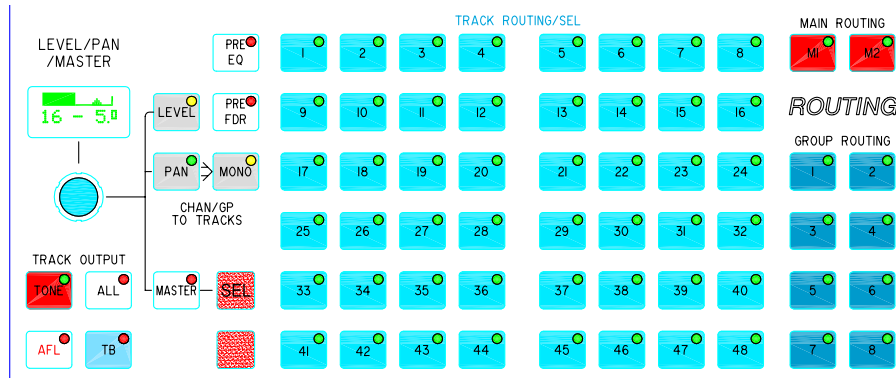 TRACK ROUTING/SEL
MAIN ROUTING
LEVEL/PAN
/MASTER
PRE
EQ
1 2 3 4 5 6 7 8
M1 M2
16 - 5.0
LEVEL
PRE
FDR
9 10 11 12 13 14 15 16
ROUTING
GROUP ROUTING
PAN MONO
17 18 19 20 21 22 23 24
1 2
CHAN/GP
TO TRACKS
25 26 27 28 29 30 31 32
3 4
TRACK OUTPUT
TONE ALL MASTER SEL
33 34 35 36 37 38 39 40
5 6
AFL TB
41 42 43 44 45 46 47 48
7 8